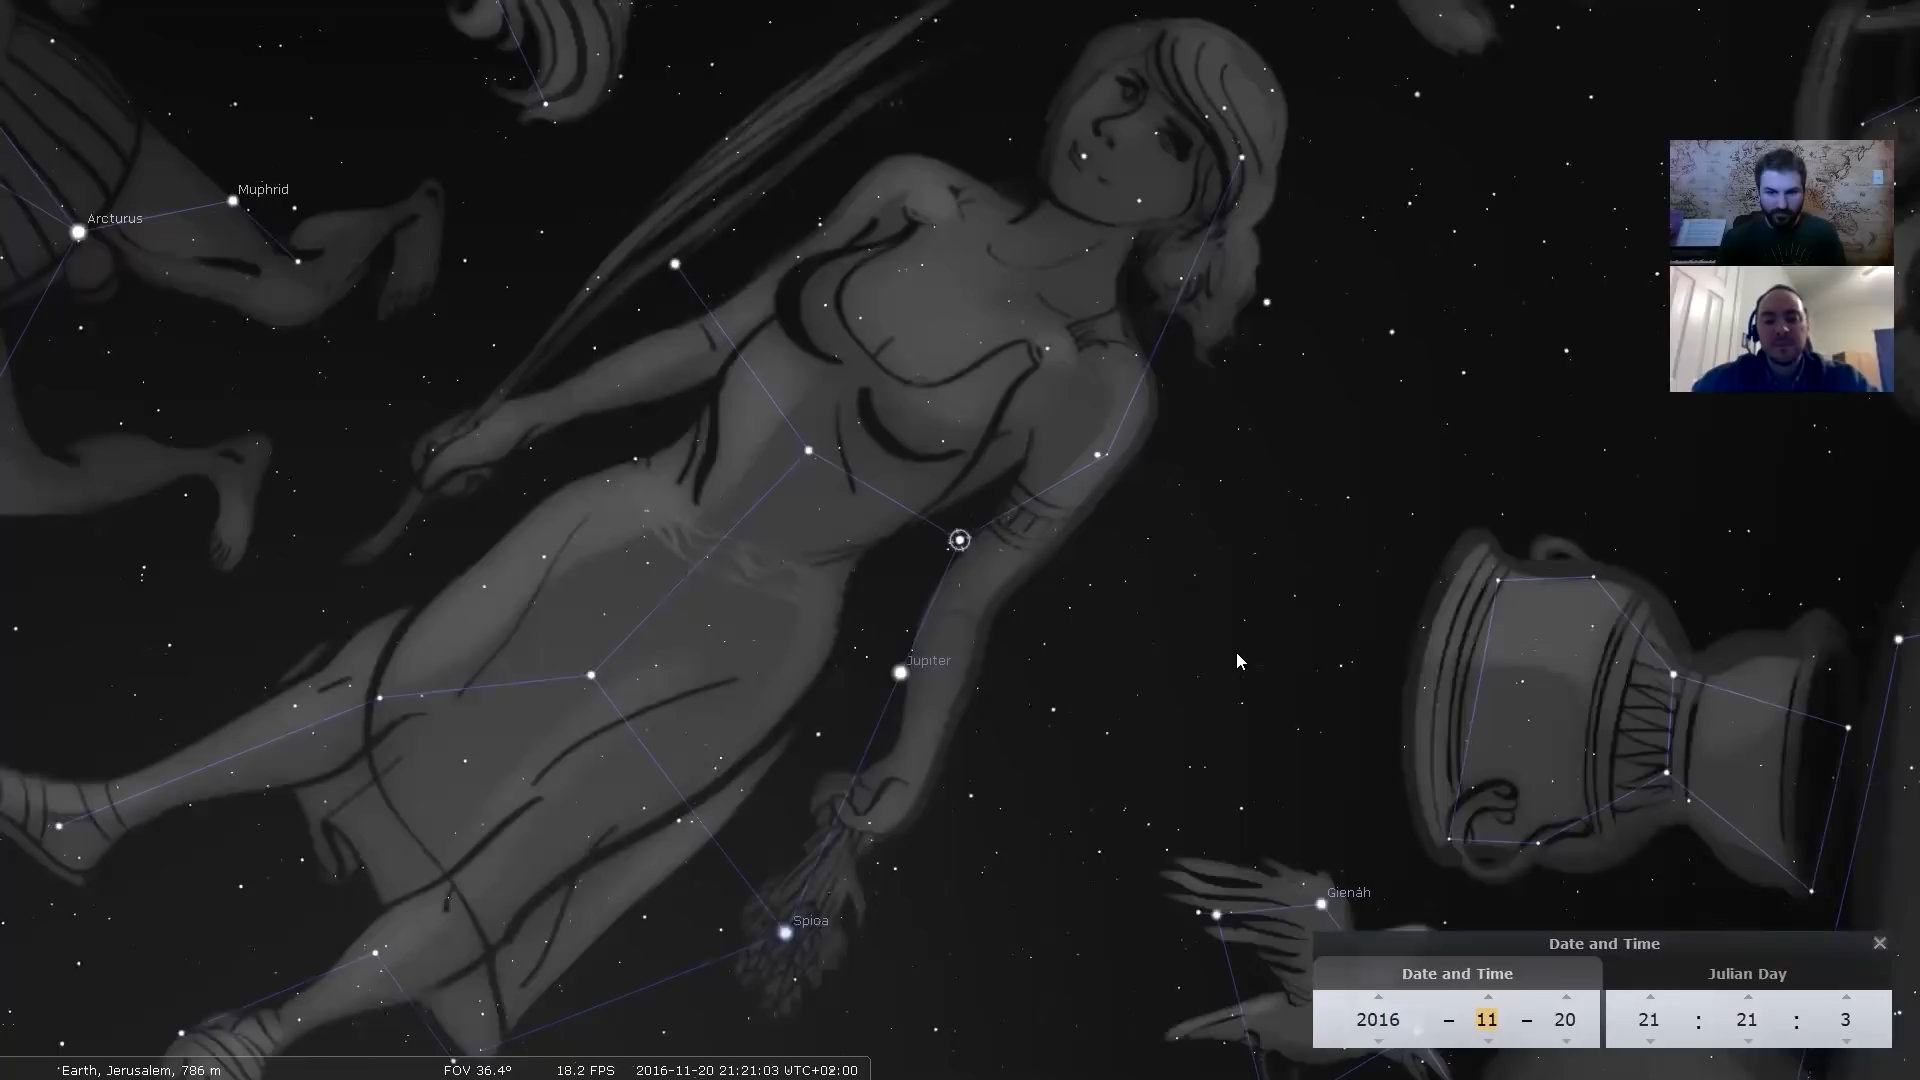 Muphrid
Arcturus
Jupiter
Gienah
Spica
Date and Time
Date and Time
Julian Day
2016 - 11 - 20
21 : 21 : 3
Earth, Jerusalem, 786 m
FOV 36.4º
18.2 FPS
2016-11-20 21:21:03 UTC+02:00